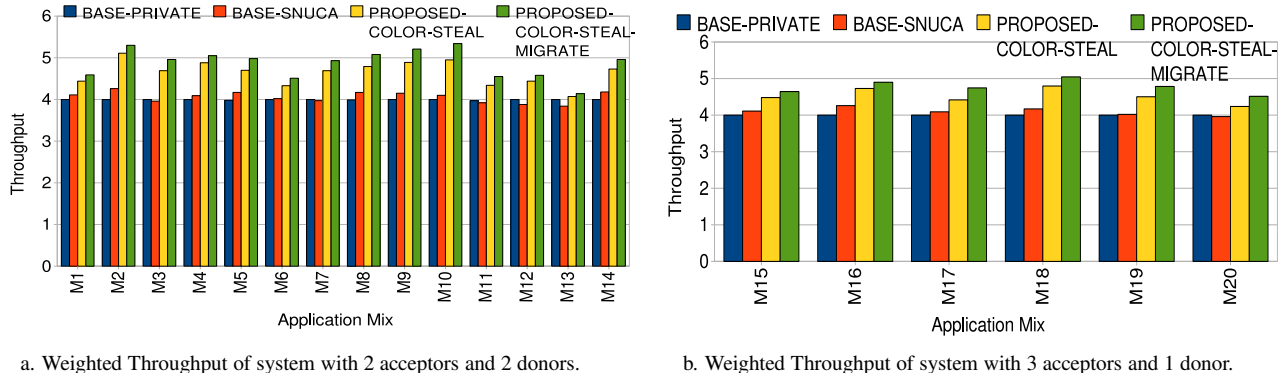 BASE-PRIVATE BASE-SNUCA PROPOSED-COLOR-STEAL PROPOSED-COLOR-STEAL-MIGRATE
6
5
4
3
2
1
0
Throughput
M1 M2 M3 M4 M5 M6 M7 M8 M9 M10 M11 M12 M13 M14
Application Mix
a. Weighted Throughput of system with 2 acceptors and 2 donors.
BASE-PRIVATE BASE-SNUCA PROPOSED-COLOR-STEAL PROPOSED-COLOR-STEAL-MIGRATE
6
5
4
3
2
1
0
Throughput
M15 M16 M17 M18 M19 M20
Application Mix
b. Weighted Throughput of system with 3 acceptors and 1 donor.